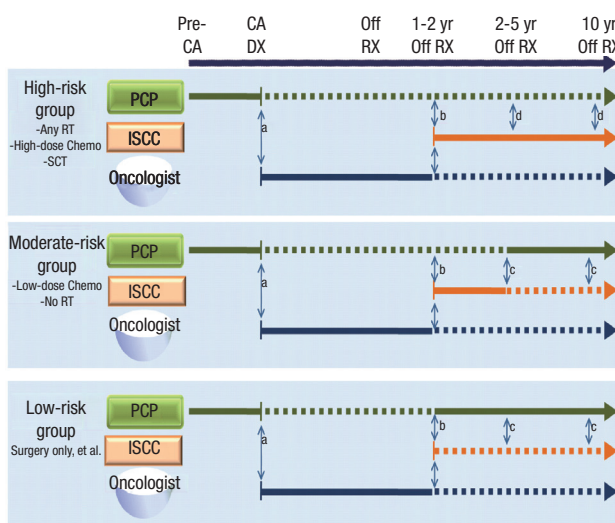 Pre-CA
CA DX
Off RX
1-2 yr Off RX
2-5 yr Off RX
10 yr Off RX
High-risk group
-Any RT
-High-dose Chemo
-SCT
PCP
ISCC
Oncologist
a
b
d
d
Moderate-risk group
-Low-dose Chemo
-No RT
PCP
ISCC
Oncologist
a
b
c
c
Low-risk group
Surgery only, et al.
PCP
ISCC
Oncologist
a
b
c
c